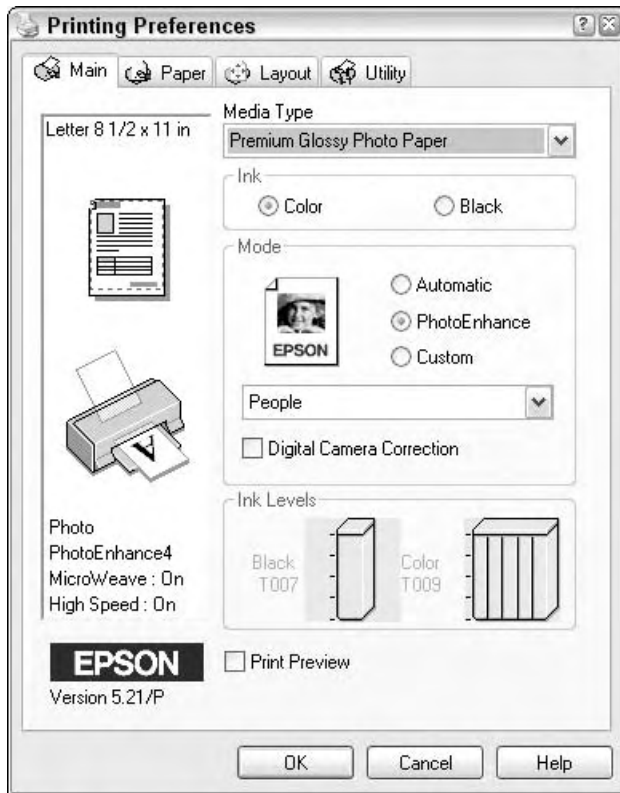 Printing Preferences
Main Paper Layout Utility
Letter 8 1/2 x 11 in
Media Type
Premium Glossy Photo Paper
Ink
Color Black
Mode
EPSON
Automatic
PhotoEnhance
Custom
People
Digital Camera Correction
Ink Levels
Black
T007
Color
T009
A
Photo
PhotoEnhance4
MicroWeave : On
High Speed : On
EPSON
Version 5.21/P
Print Preview
OK Cancel Help